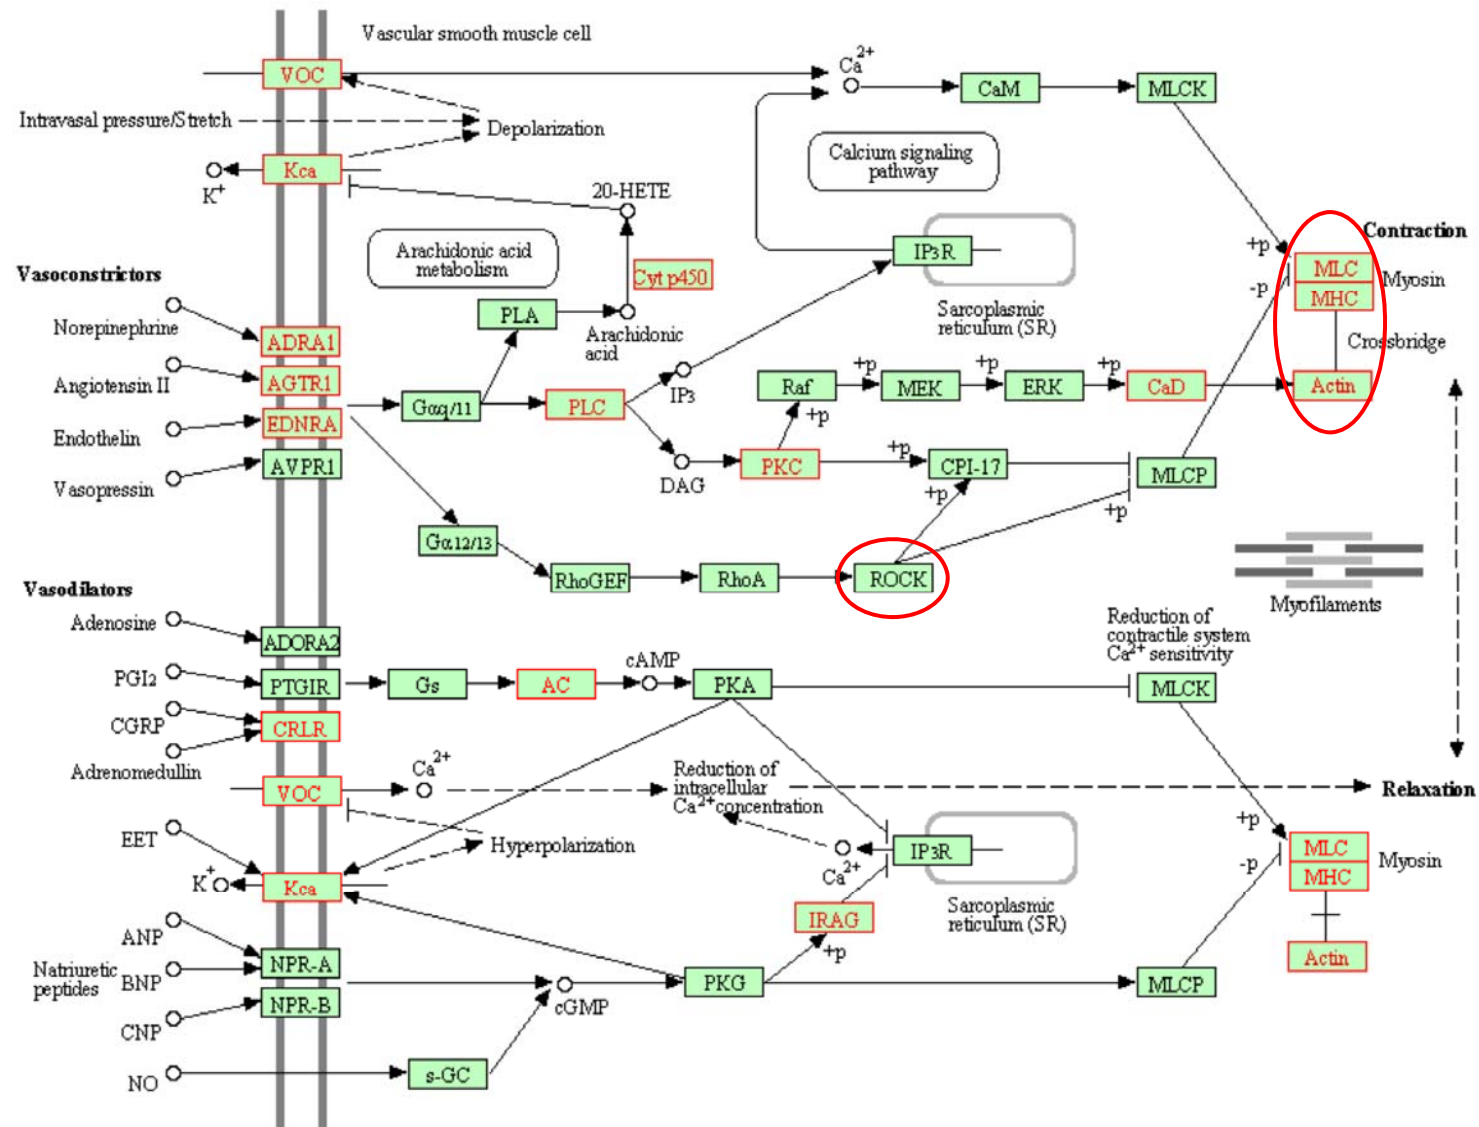 Vascular smooth muscle cell
VOC
Ca2+
CaM
MLCK
Intravasal pressure/Stretch
Depolarization
Calcium signaling
pathway
Kca
K+
20-HETE
Arachidonic acid
metabolism
IP3R
+p
Contraction
Vasoconstrictors
Cyt p450
MLC
Myosin
-p
MHC
PLA
Arachidonic
acid
Sarcoplasmic
reticulum (SR)
Norepinephrine
ADRA1
Crossbridge
IP3
+p
+p
+p
Angiotensin II
AGTR1
Raf
MEK
ERK
CaD
Actin
Gαq/11
PLC
+p
Endothelin
EDNRA
+p
AVPR1
PKC
CPI-17
MLCP
Vasopressin
DAG
+p
+p
Gα12/13
RhoGEF
RhoA
ROCK
Vasodilators
Myofilaments
Adenosine
ADORA2
Reduction of
contractile system
Ca2+ sensitivity
PGI2
PTGIR
Gs
AC
cAMP
PKA
MLCK
CGRP
CRLR
Adrenomedullin
VOC
Ca2+
Reduction of
intracellular
Ca2+ concentration
Relaxation
EET
Hyperpolarization
+p
IP3R
MLC
Myosin
-p
MHC
K+
Kca
Ca2+
IRAG
Sarcoplasmic
reticulum (SR)
ANP
+p
Actin
Natriuretic
peptides
BNP
NPR-A
PKG
MLCP
CNP
NPR-B
cGMP
NO
s-GC